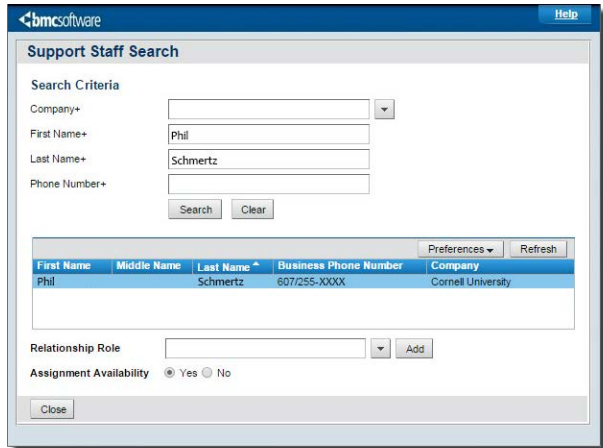 bmcsoftware
Help
Support Staff Search
Search Criteria
Company+
First Name+ Phil
Last Name+ Schmertz
Phone Number+
Search Clear
Preferences Refresh
First Name Middle Name Last Name Business Phone Number Company
Phil Schmertz 607/255-XXXX Cornell University
Relationship Role Add
Assignment Availability Yes No
Close